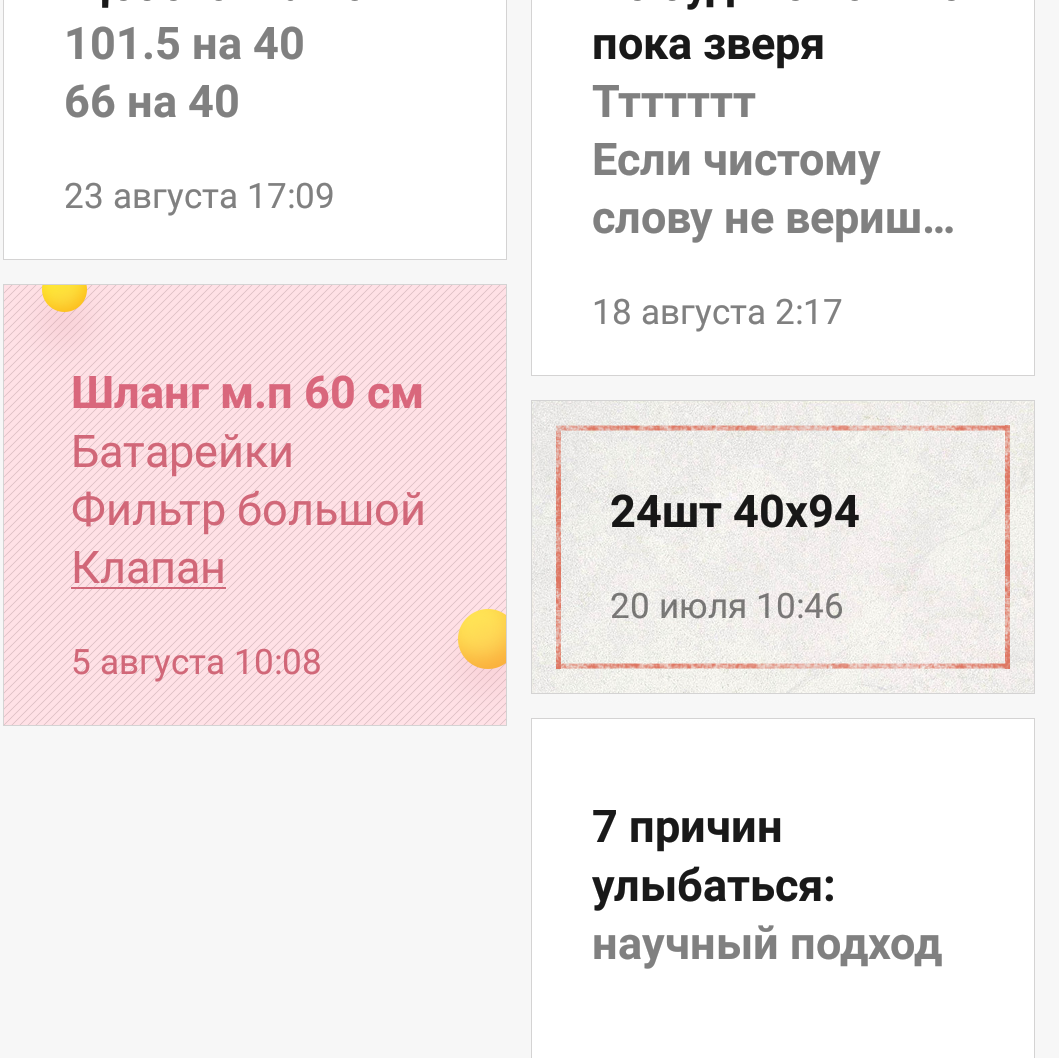 101.5 на 40
66 на 40
23 августа 17:09
Шланг м.п 60 см
Батарейки
Фильтр большой
Клапан
5 августа 10:08
пока зверя
Ттттттт
Если чистому
слову не вериш...
18 августа 2:17
24шт 40х94
20 июля 10:46
7 причин
улыбаться:
научный подход